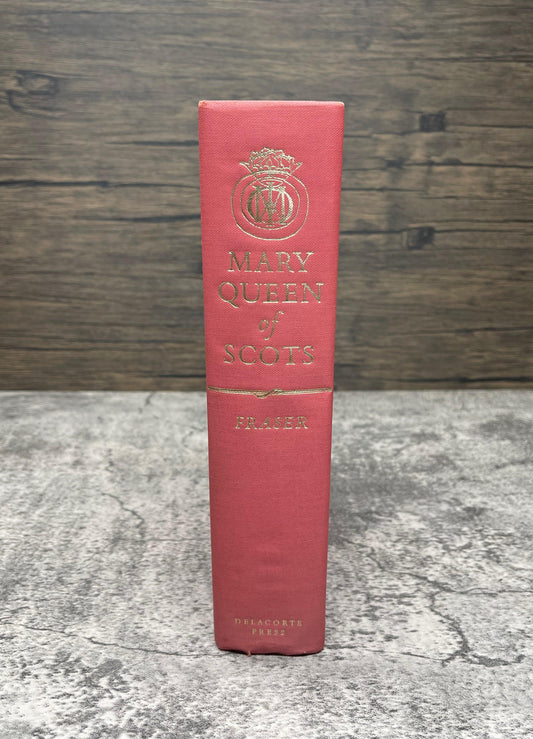 MARY
QUEEN
of
SCOTS
FRASER
DELACORTE
PRESS